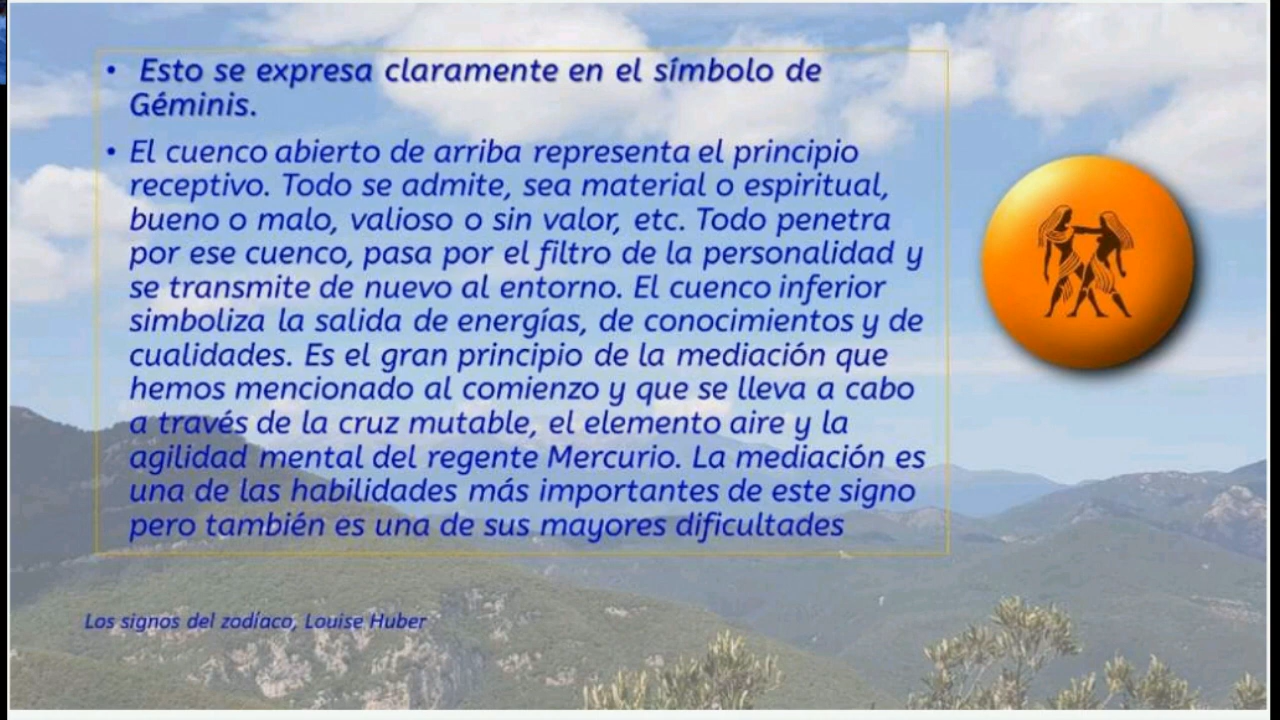 • Esto se expresa claramente en el símbolo de
Géminis.
• El cuenco abierto de arriba representa el principio
receptivo. Todo se admite, sea material o espiritual,
bueno o malo, valioso o sin valor, etc. Todo penetra
por ese cuenco, pasa por el filtro de la personalidad y
se transmite de nuevo al entorno. El cuenco inferior
simboliza la salida de energías, de conocimientos y de
cualidades. Es el gran principio de la mediación que
hemos mencionado al comienzo y que se lleva a cabo
a través de la cruz mutable, el elemento aire y la
agilidad mental del regente Mercurio. La mediación es
una de las habilidades más importantes de este signo
pero también es una de sus mayores dificultades
Los signos del zodíaco, Louise Huber